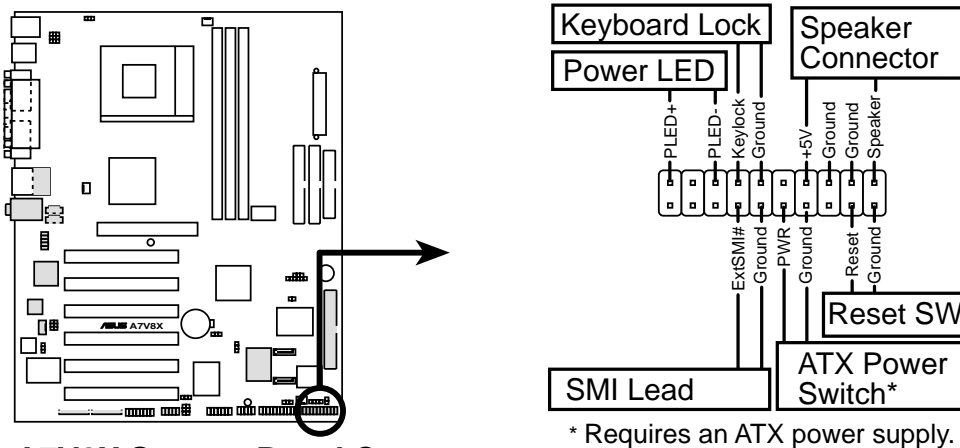 Keyboard Lock
Speaker
Connector
Power LED
PLED+
PLED-
Keylock
Ground
+5V
Ground
Ground
Speaker
ExtSMI#
Ground
PWR
Ground
Reset
Ground
Reset SW
ATX Power
Switch*
SMI Lead
* Requires an ATX power supply.
ASUS A7V8X